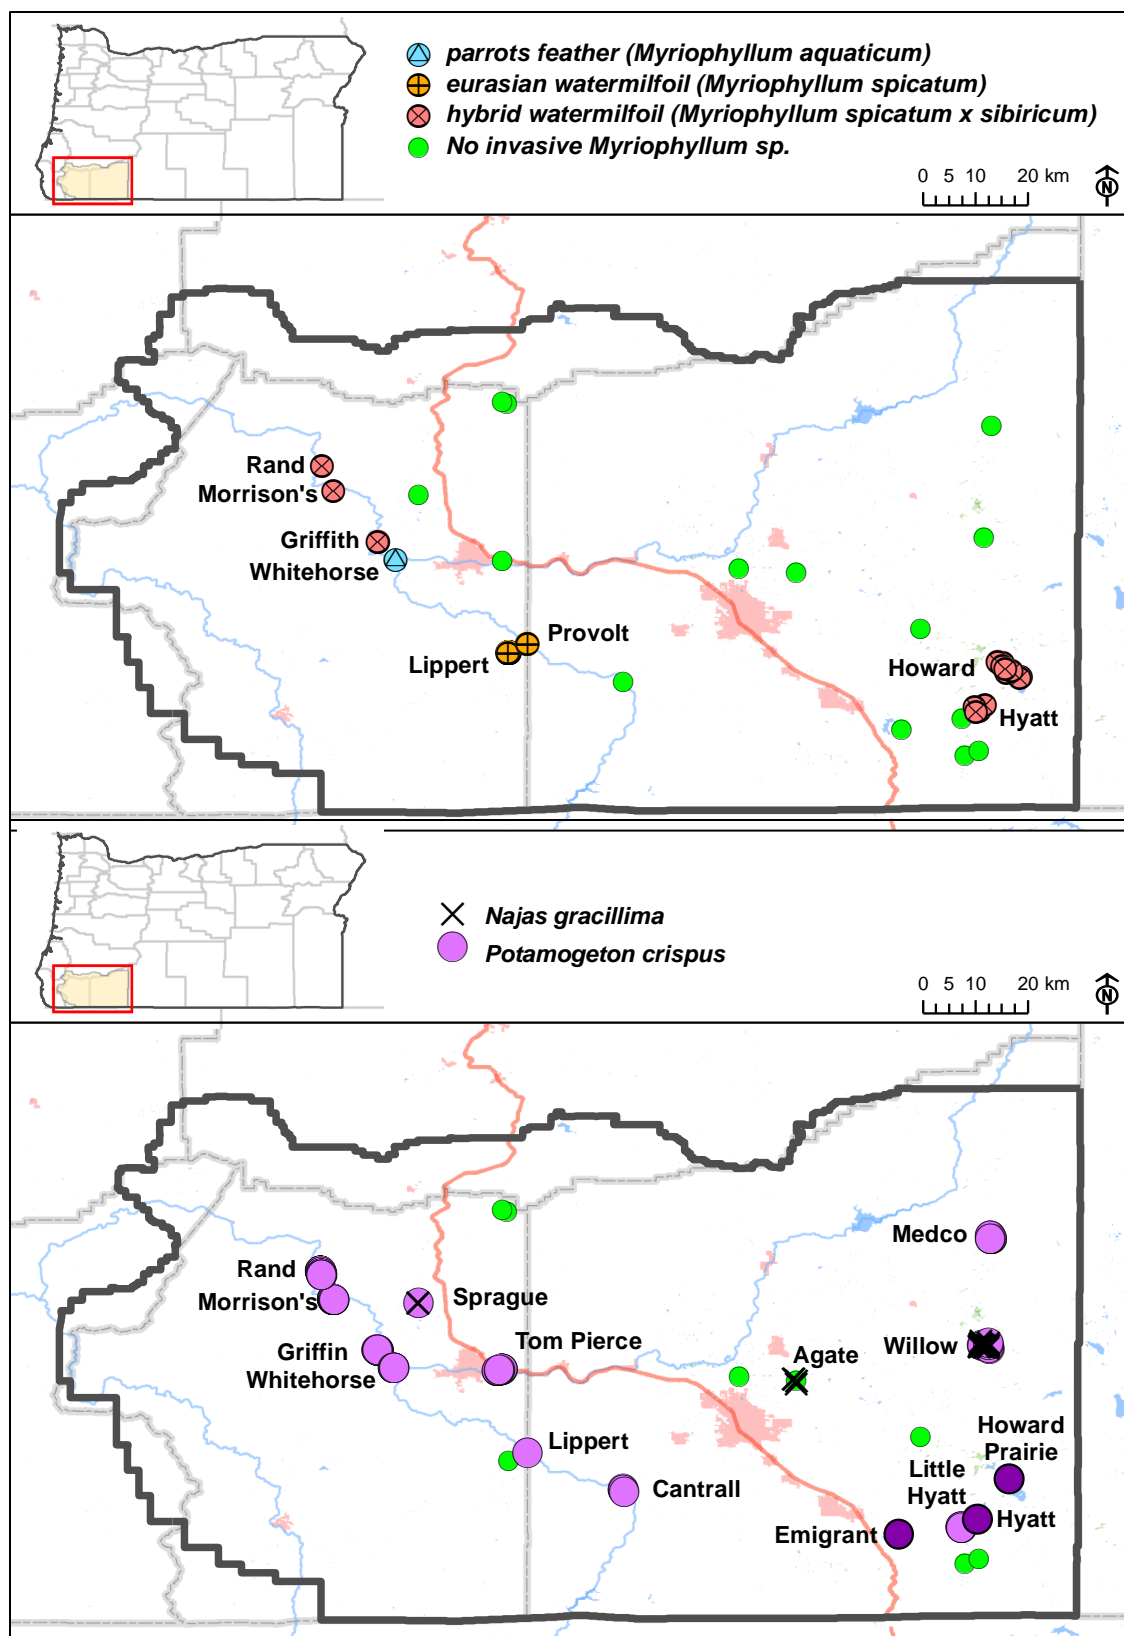 parrots feather (Myriophyllum aquaticum)
eurasian watermilfoil (Myriophyllum spicatum)
hybrid watermilfoil (Myriophyllum spicatum x sibiricum)
No invasive Myriophyllum sp.
0 5 10 20 km
N
Rand
Morrison's
Griffith
Whitehorse
Provolt
Lippert
Howard
Hyatt
Najas gracillima
Potamogeton crispus
0 5 10 20 km
N
Medco
Rand
Morrison's
Sprague
Griffin
Whitehorse
Tom Pierce
Willow
Agate
Lippert
Howard
Prairie
Little
Hyatt
Cantrall
Hyatt
Emigrant